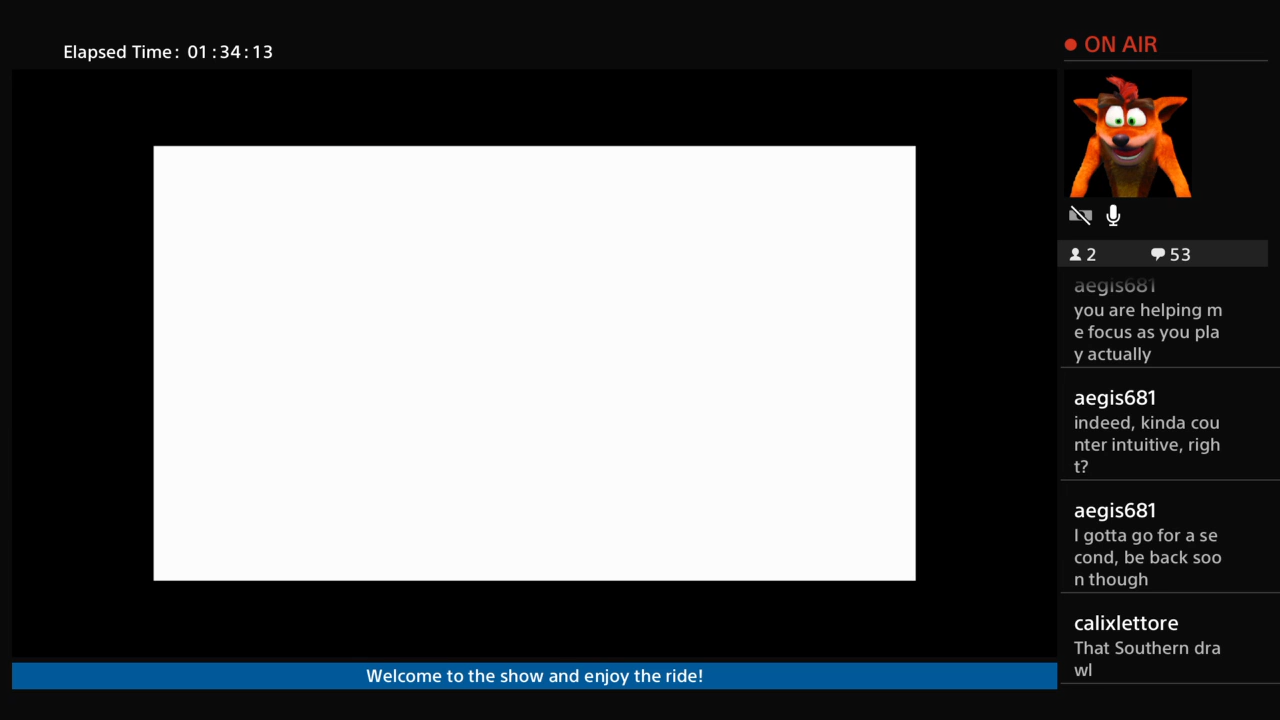 Elapsed Time: 01:34:13
ON AIR
2 53
aegis681
you are helping m
e focus as you pla
y actually
aegis681
indeed, kinda cou
nter intuitive, righ
t?
aegis681
I gotta go for a se
cond, be back soo
n though
calixlettore
That Southern dra
wl
Welcome to the show and enjoy the ride!